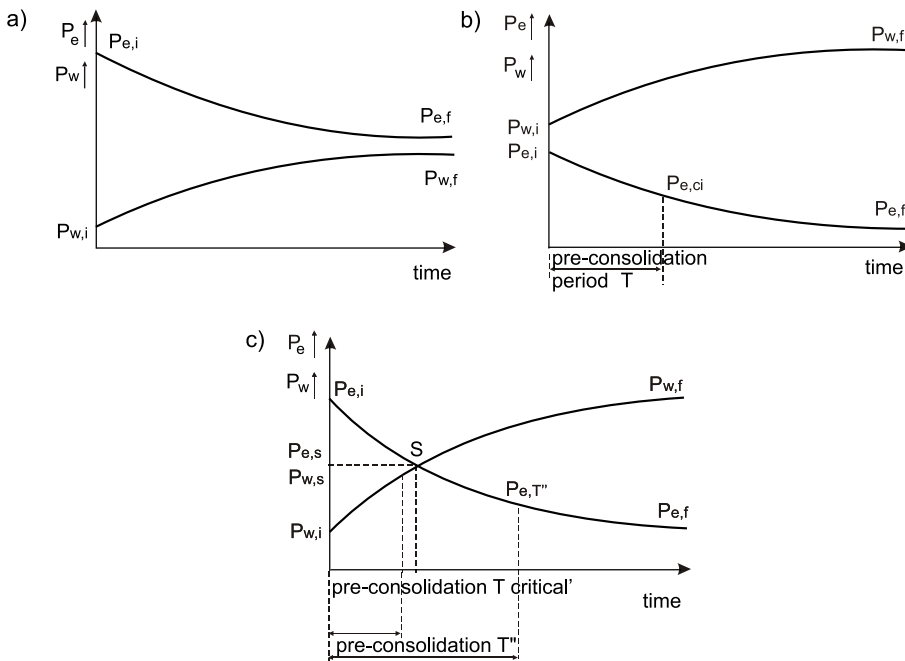 a)
Pe
Pe,i
Pw
Pe,f
Pw,f
Pw,i
time
b)
Pe
Pw,f
Pw
Pw,i
Pe,i
Pe,ci
Pe,f
pre-consolidation
time
period T
c)
Pe
Pw
Pe,i
Pw,f
S
Pe,s
Pw,s
Pe,T"
Pw,i
Pe,f
pre-consolidation T critical'
time
pre-consolidation T"